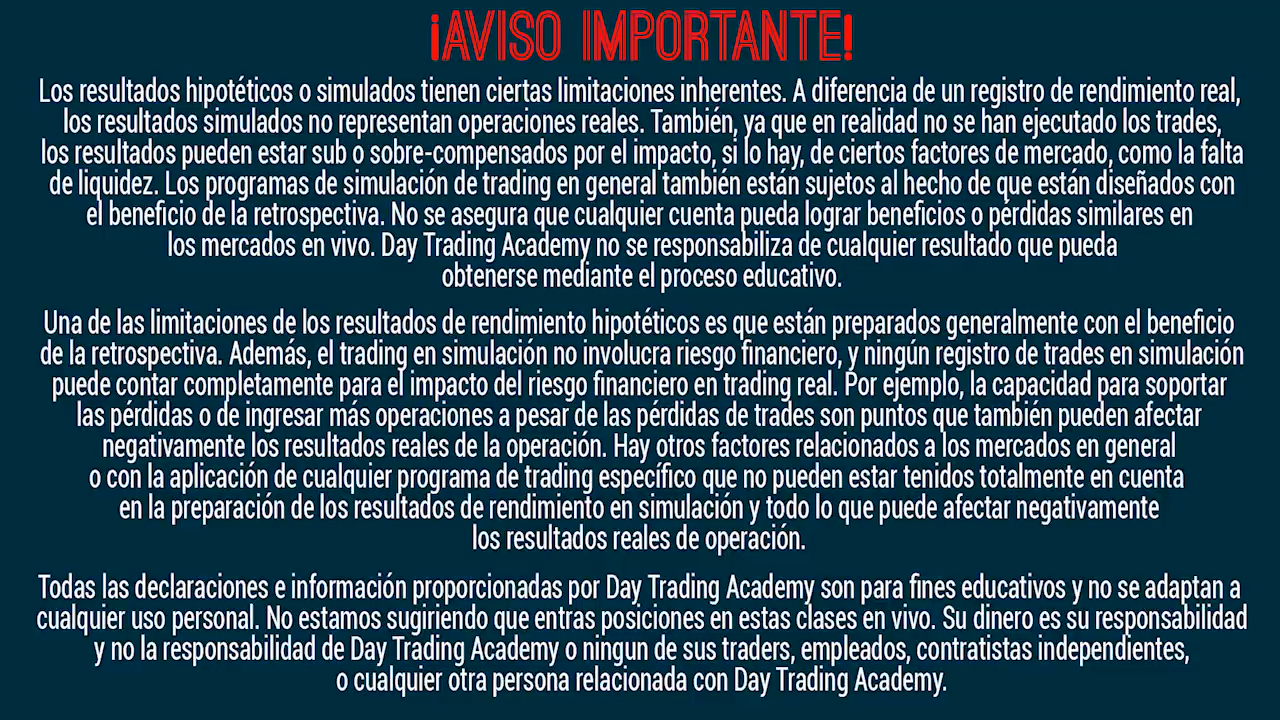 ¡AVISO IMPORTANTE!
Los resultados hipotéticos o simulados tienen ciertas limitaciones inherentes. A diferencia de un registro de rendimiento real,
los resultados simulados no representan operaciones reales. También, ya que en realidad no se han ejecutado los trades,
los resultados pueden estar sub o sobre-compensados por el impacto, si lo hay, de ciertos factores de mercado, como la falta
de liquidez. Los programas de simulación de trading en general también están sujetos al hecho de que están diseñados con
el beneficio de la retrospectiva. No se asegura que cualquier cuenta pueda lograr beneficios o pérdidas similares en
los mercados en vivo. Day Trading Academy no se responsabiliza de cualquier resultado que pueda
obtenerse mediante el proceso educativo.
Una de las limitaciones de los resultados de rendimiento hipotéticos es que están preparados generalmente con el beneficio
de la retrospectiva. Además, el trading en simulación no involucra riesgo financiero, y ningún registro de trades en simulación
puede contar completamente para el impacto del riesgo financiero en trading real. Por ejemplo, la capacidad para soportar
las pérdidas o de ingresar más operaciones a pesar de las pérdidas de trades son puntos que también pueden afectar
negativamente los resultados reales de la operación. Hay otros factores relacionados a los mercados en general
o con la aplicación de cualquier programa de trading específico que no pueden estar tenidos totalmente en cuenta
en la preparación de los resultados de rendimiento en simulación y todo lo que puede afectar negativamente
los resultados reales de operación.
Todas las declaraciones e información proporcionadas por Day Trading Academy son para fines educativos y no se adaptan a
cualquier uso personal. No estamos sugiriendo que entras posiciones en estas clases en vivo. Su dinero es su responsabilidad
y no la responsabilidad de Day Trading Academy o ningun de sus traders, empleados, contratistas independientes,
o cualquier otra persona relacionada con Day Trading Academy.